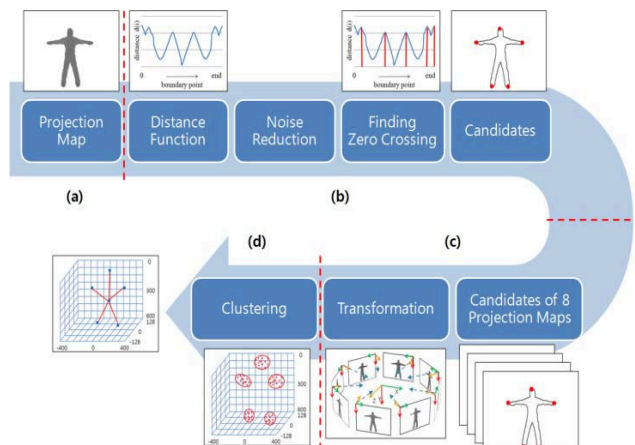 distance d(i)
0
end
boundary point
distance d(i)
0
end
boundary point
Projection
Map
Distance
Function
Noise
Reduction
Finding
Zero Crossing
Candidates
(a)
(b)
(d)
(c)
0
300
600
128
0
-128
-400
0
400
Clustering
Transformation
Candidates of 8
Projection Maps
0
300
600
128
0
-128
-400
0
400